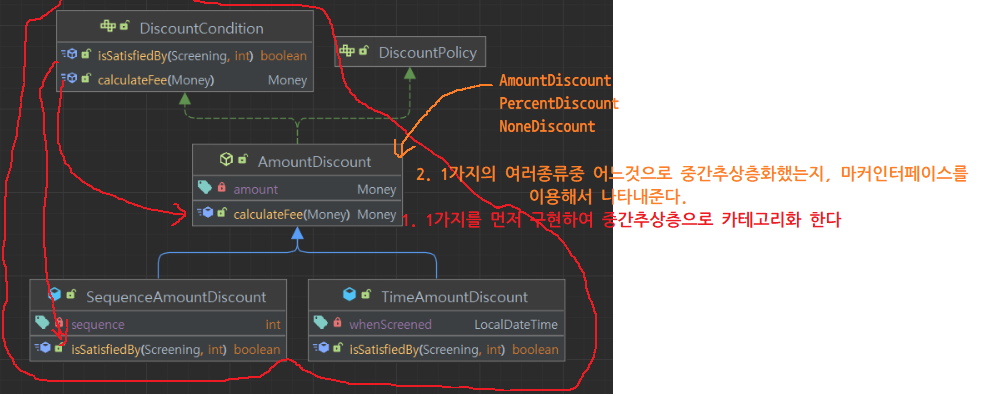 DiscountCondition
isSatisfiedBy(Screening, int) boolean
calculateFee(Money) Money
DiscountPolicy
AmountDiscount
PercentDiscount
NoneDiscount
AmountDiscount
amount Money
calculateFee(Money) Money
2. 1가지의 여러종류중 어느것으로 중간추상층화했는지, 마커인터페이스를
이용해서 나타내준다.
1. 1가지를 먼저 구현하여 중간추상층으로 카테고리화 한다
SequenceAmountDiscount
sequence int
isSatisfiedBy(Screening, int) boolean
TimeAmountDiscount
whenScreened LocalDateTime
isSatisfiedBy(Screening, int) boolean